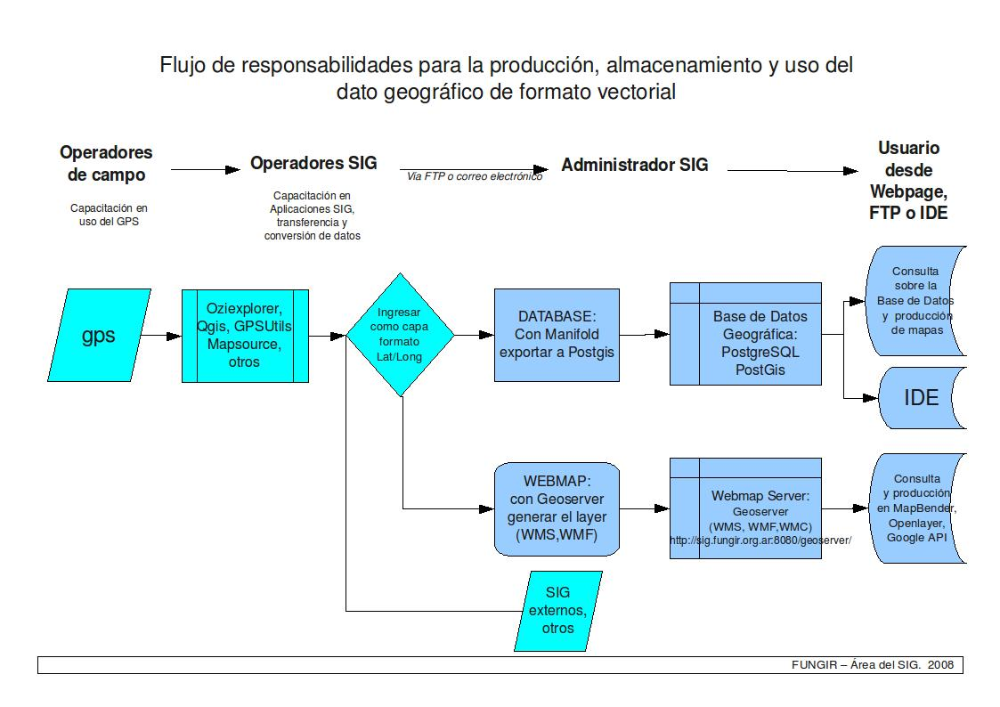 Flujo de responsabilidades para la producción, almacenamiento y uso del
dato geográfico de formato vectorial
Operadores
de campo
Capacitación en
uso del GPS
Operadores SIG
Capacitación en
Aplicaciones SIG,
transferencia y
conversión de datos
Vía FTP o correo electrónico
Administrador SIG
Usuario
desde
Webpage,
FTP o IDE
gps
Oziexplorer,
Qgis, GPSUtils
Mapsource,
otros
Ingresar
como capa
formato
Lat/Long
DATABASE:
Con Manifold
exportar a Postgis
Base de Datos
Geográfica:
PostgreSQL
PostGis
Consulta
sobre la
Base de Datos
y producción
de mapas
IDE
WEBMAP:
con Geoserver
generar el layer
(WMS,WMF)
Webmap Server:
Geoserver
(WMS, WMF,WMC)
http://sig.fungir.org.ar:8080/geoserver/
Consulta
y producción
en MapBender,
Openlayer,
Google API
SIG
externos,
otros
FUNGIR – Área del SIG. 2008